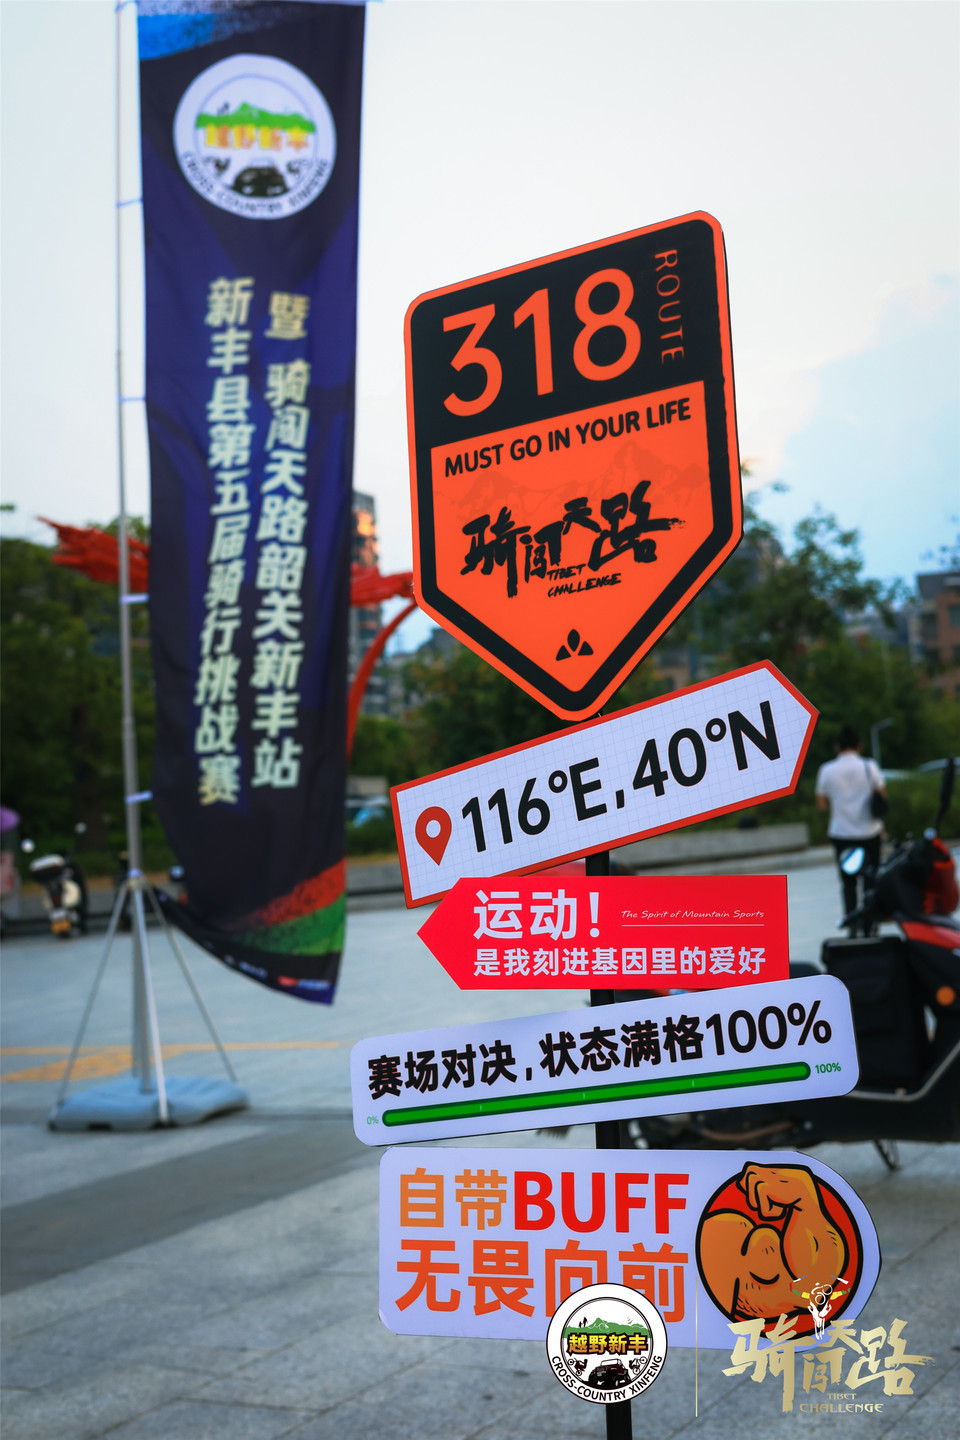 越野新丰
CROSS-COUNTRY XINFENG
新丰县第五届骑行挑战赛
暨 骑闯天路韶关新丰站
318
ROUTE
MUST GO IN YOUR LIFE
骑闯天路
TIBET
CHALLENGE
116°E, 40°N
运动!
The Spirit of Mountain Sports
是我刻进基因里的爱好
赛场对决,状态满格100%
0%
100%
自带BUFF
无畏向前
越野新丰
CROSS-COUNTRY XINFENG
骑闯天路
TIBET
CHALLENGE